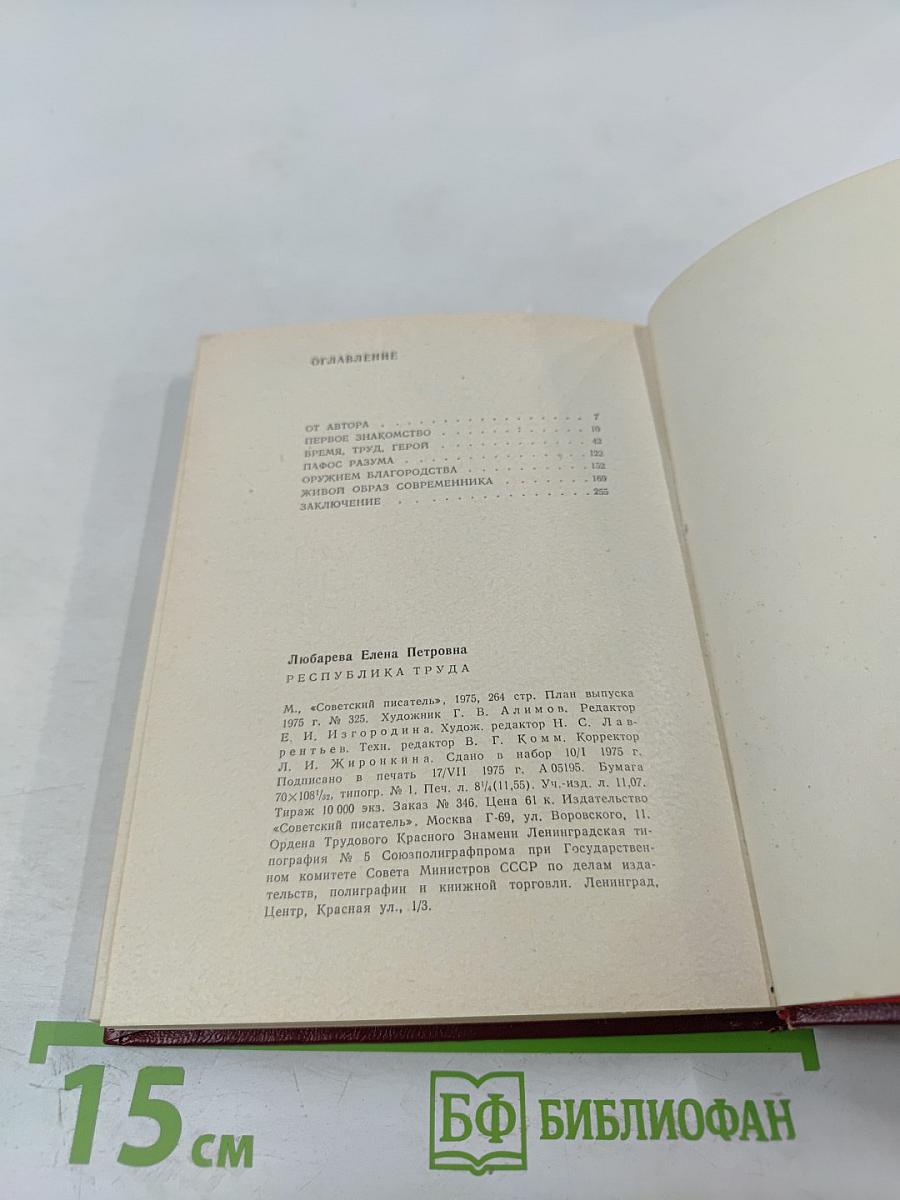 ОГЛАВЛЕНИЕ
ОТ АВТОРА . . . . . . . . . . . . . . . . . 7
ПЕРВОЕ ЗНАКОМСТВО . . . . . . . . . . . . 10
ВРЕМЯ, ТРУД, ГЕРОЙ . . . . . . . . . . . . 42
ПАФОС РАЗУМА . . . . . . . . . . . . . . . 122
ОРУЖИЕМ БЛАГОРОДСТВА . . . . . . . . . . 152
ЖИВОЙ ОБРАЗ СОВРЕМЕННИКА . . . . . . . 169
ЗАКЛЮЧЕНИЕ . . . . . . . . . . . . . . . . 255
Любарева Елена Петровна
РЕСПУБЛИКА ТРУДА
М., «Советский писатель», 1975, 264 стр. План выпуска
1975 г. № 325. Художник Г. В. Алимов. Редактор
Е. И. Изгородина. Худож. редактор Н. С. Лав-
рентьев. Техн. редактор В. Г. Комм. Корректор
Л. И. Жиронкина. Сдано в набор 10/I 1975 г.
Подписано в печать 17/VII 1975 г. А 05195. Бумага
70×108¹/₃₂, типогр. № 1. Печ. л. 8¹/₄(11,55). Уч.-изд. л. 11,07.
Тираж 10 000 экз. Заказ № 346. Цена 61 к. Издательство
«Советский писатель». Москва Г-69, ул. Воровского, 11.
Ордена Трудового Красного Знамени Ленинградская ти-
пография № 5 Союзполиграфпрома при Государствен-
ном комитете Совета Министров СССР по делам изда-
тельств, полиграфии и книжной торговли. Ленинград,
Центр, Красная ул., 1/3.
15 см
БФ БИБЛИОФАН